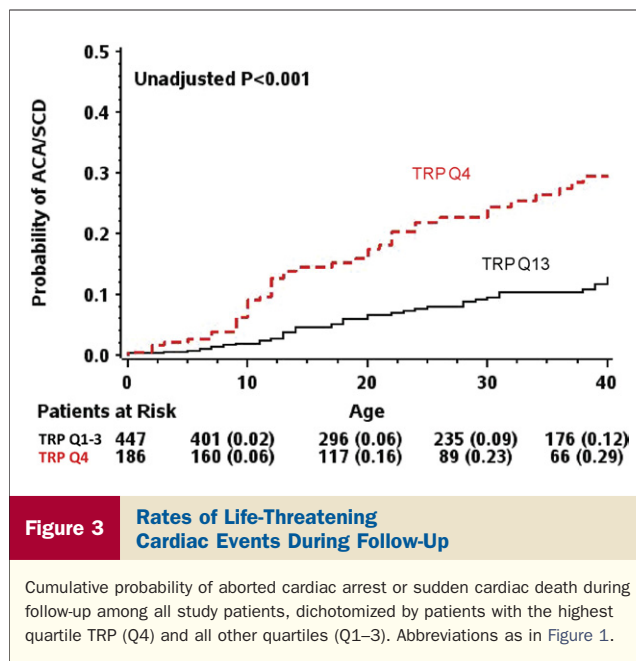 0.5
Unadjusted P<0.001
0.4
0.3
TRP Q4
0.2
TRP Q13
0.1
0.0
Probability of ACA/SCD
0 10 20 30 40
Patients at Risk Age
TRP Q1-3 447 401 (0.02) 296 (0.06) 235 (0.09) 176 (0.12)
TRP Q4 186 160 (0.06) 117 (0.16) 89 (0.23) 66 (0.29)
Figure 3 Rates of Life-Threatening
Cardiac Events During Follow-Up
Cumulative probability of aborted cardiac arrest or sudden cardiac death during
follow-up among all study patients, dichotomized by patients with the highest
quartile TRP (Q4) and all other quartiles (Q1–3). Abbreviations as in Figure 1.